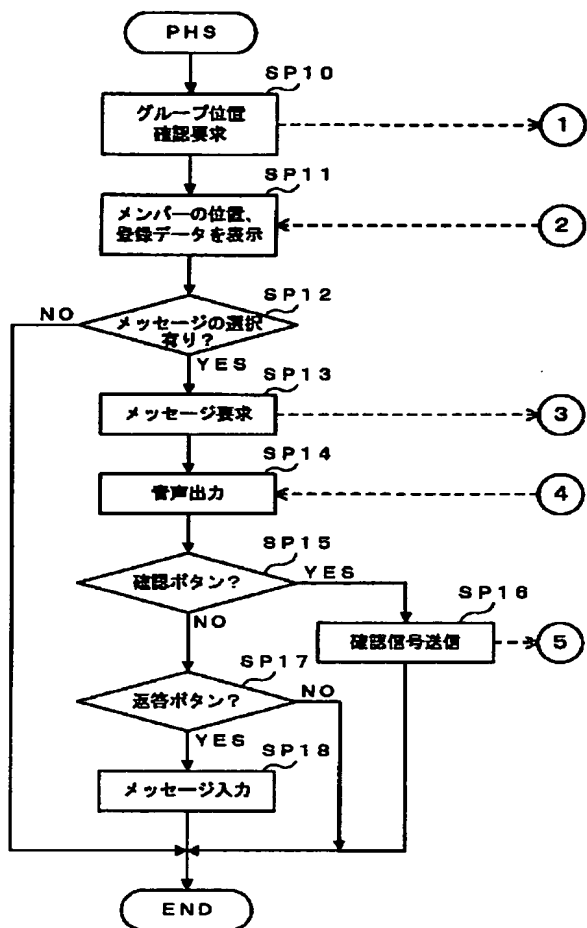 PHS
SP10
グループ位置
確認要求
1
SP11
メンバーの位置、
登録データを表示
2
SP12
NO
メッセージの選択
有り?
YES
SP13
メッセージ要求
3
SP14
音声出力
4
SP15
確認ボタン?
YES
SP16
NO
確認信号送信
5
SP17
返答ボタン?
NO
YES
SP18
メッセージ入力
END